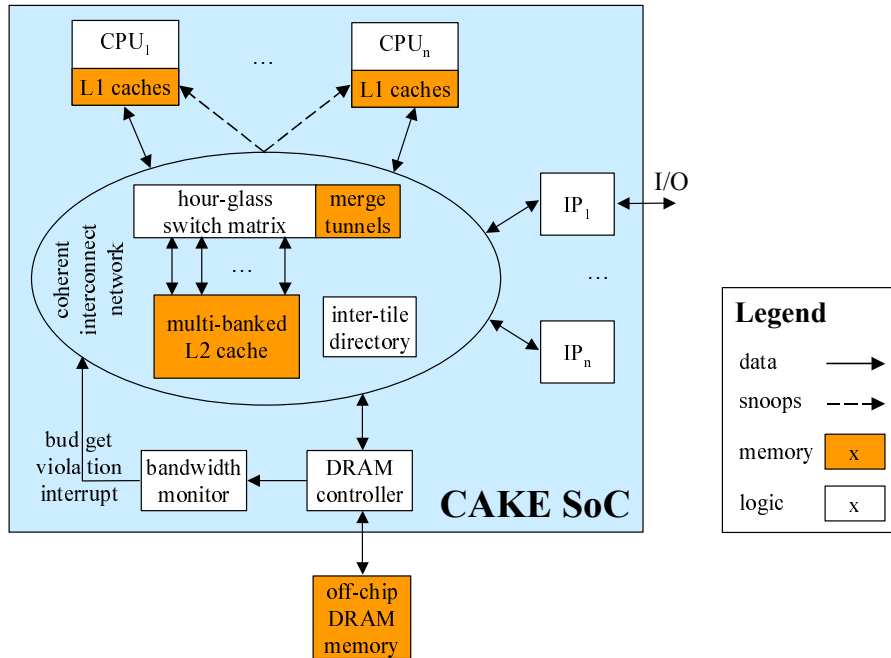 CPU1
L1 caches
...
CPUn
L1 caches
hour-glass
switch matrix
merge
tunnels
...
coherent
interconnect
network
multi-banked
L2 cache
inter-tile
directory
IP1
I/O
...
IPn
bud get
violation
interrupt
bandwidth
monitor
DRAM
controller
CAKE SoC
off-chip
DRAM
memory
Legend
data
snoops
memory
x
logic
x